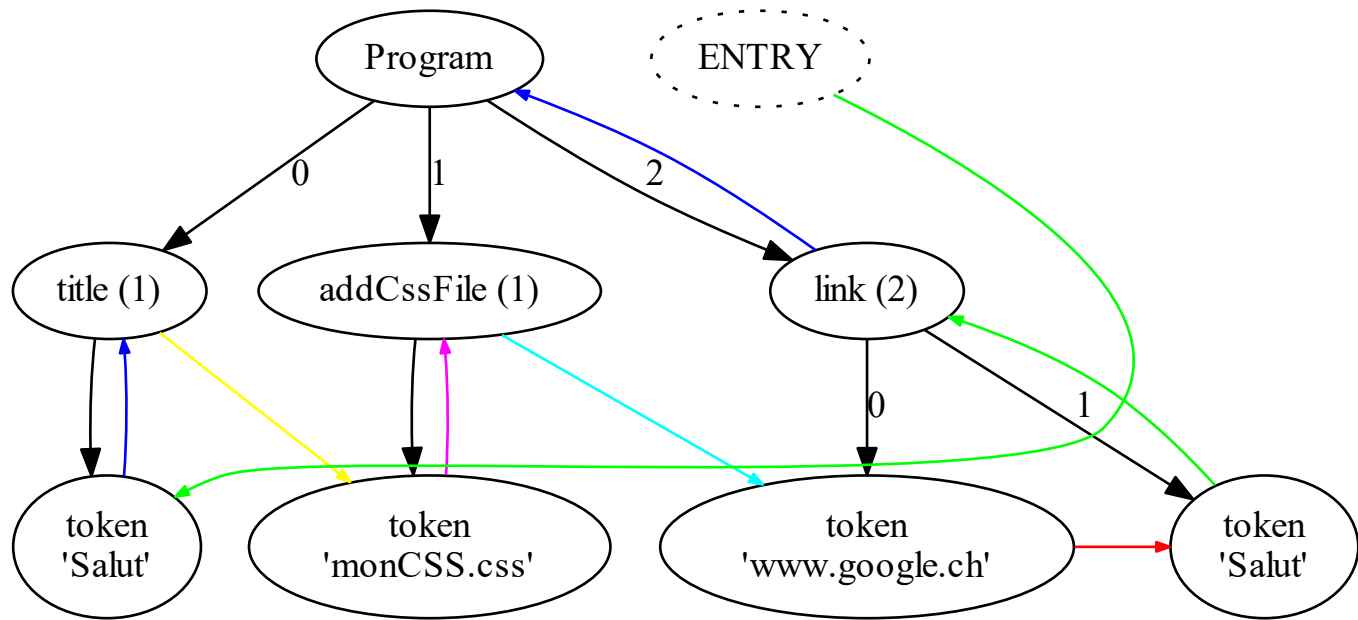 Program
ENTRY
0
1
2
title (1)
addCssFile (1)
link (2)
0
1
token
'Salut'
token
'monCSS.css'
token
'www.google.ch'
token
'Salut'